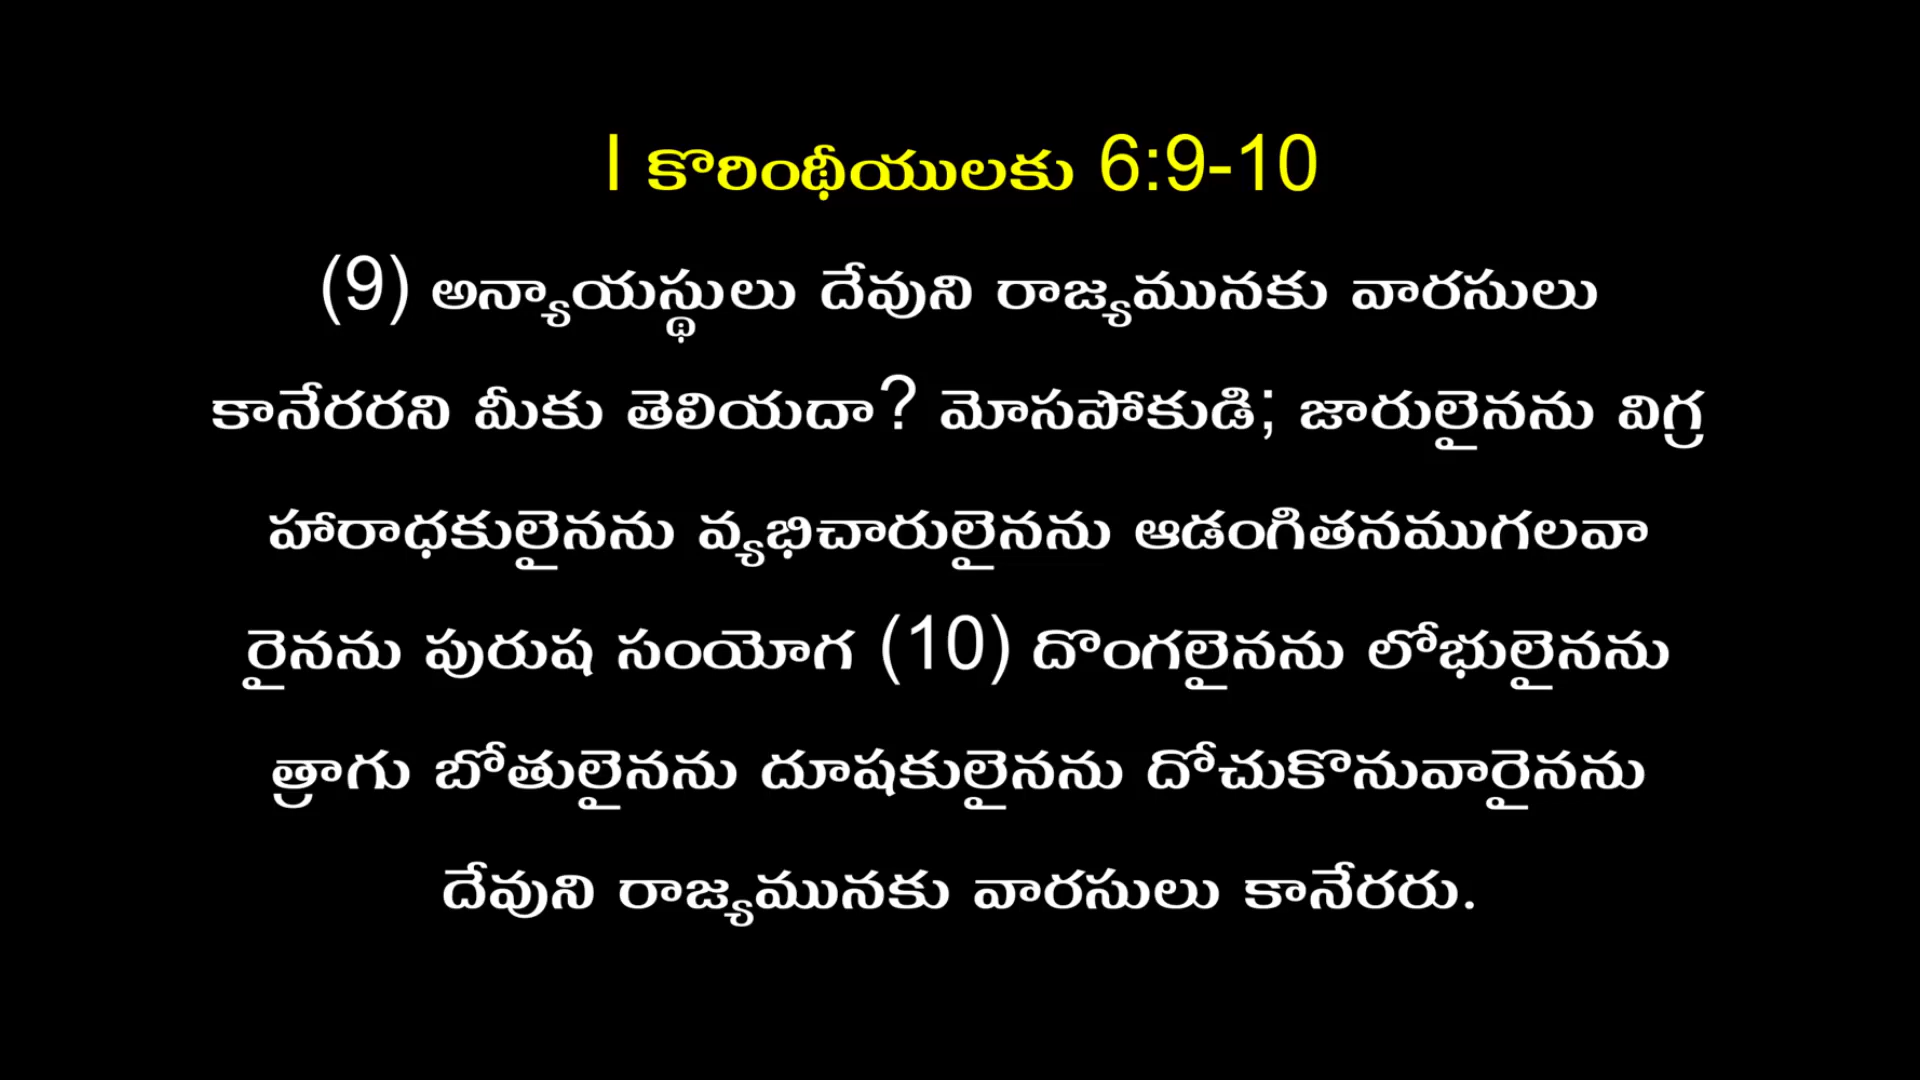 I కొరింథీయులకు 6:9-10
(9) అన్యాయస్థులు దేవుని రాజ్యమునకు వారసులు
కానేరరని మీకు తెలియదా? మోసపోకుడి; జారులైనను విగ్ర
హారాధకులైనను వ్యభిచారులైనను ఆడంగితనముగలవా
రైనను పురుష సంయోగ (10) దొంగలైనను లోభులైనను
త్రాగు బోతులైనను దూషకులైనను దోచుకొనువారైనను
దేవుని రాజ్యమునకు వారసులు కానేరరు.